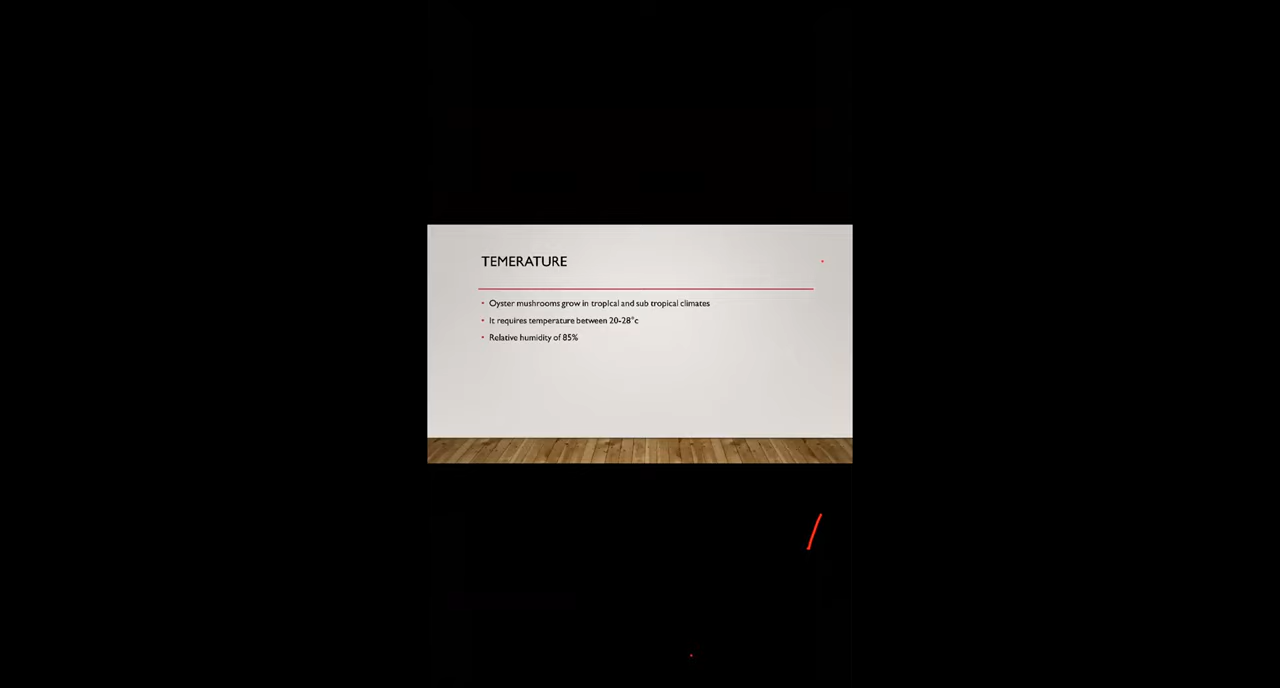 TEMERATURE
• Oyster mushrooms grow in tropical and sub tropical climates
• It requires temperature between 20-28°c
• Relative humidity of 85%